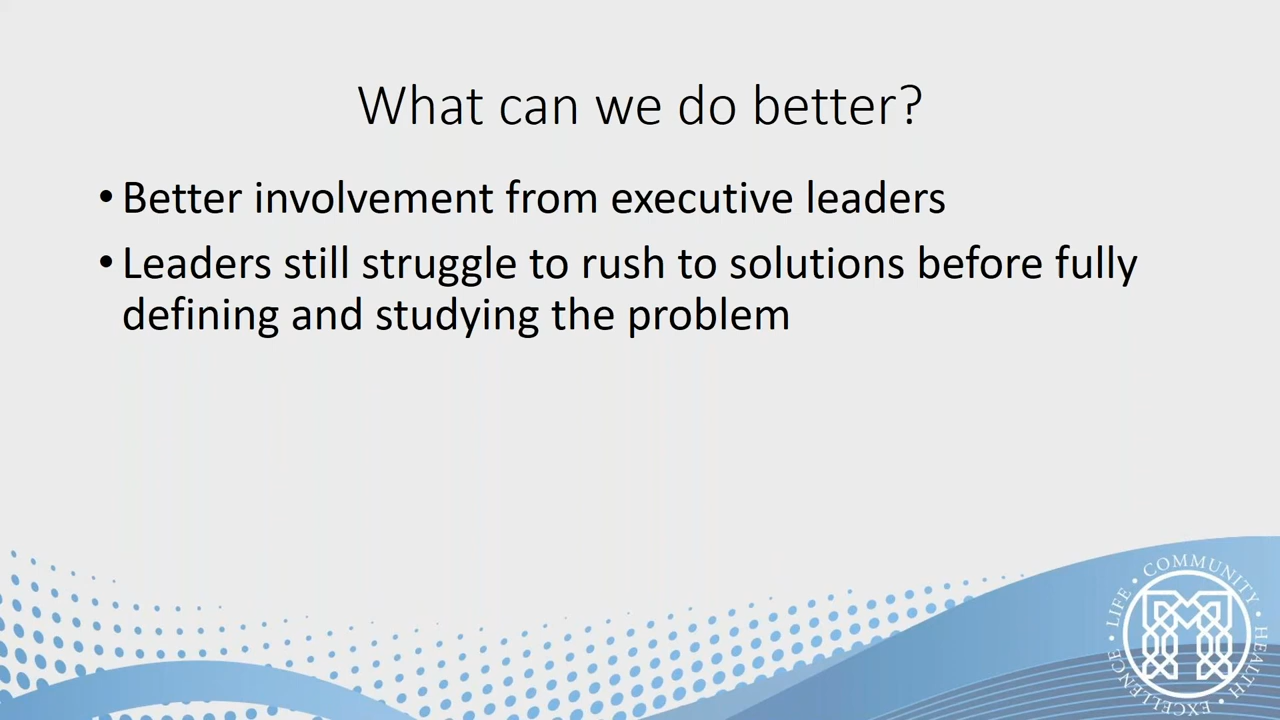 What can we do better?
• Better involvement from executive leaders
• Leaders still struggle to rush to solutions before fully
defining and studying the problem
LIFE • COMMUNITY • HEALTH • EXCELLENCE •